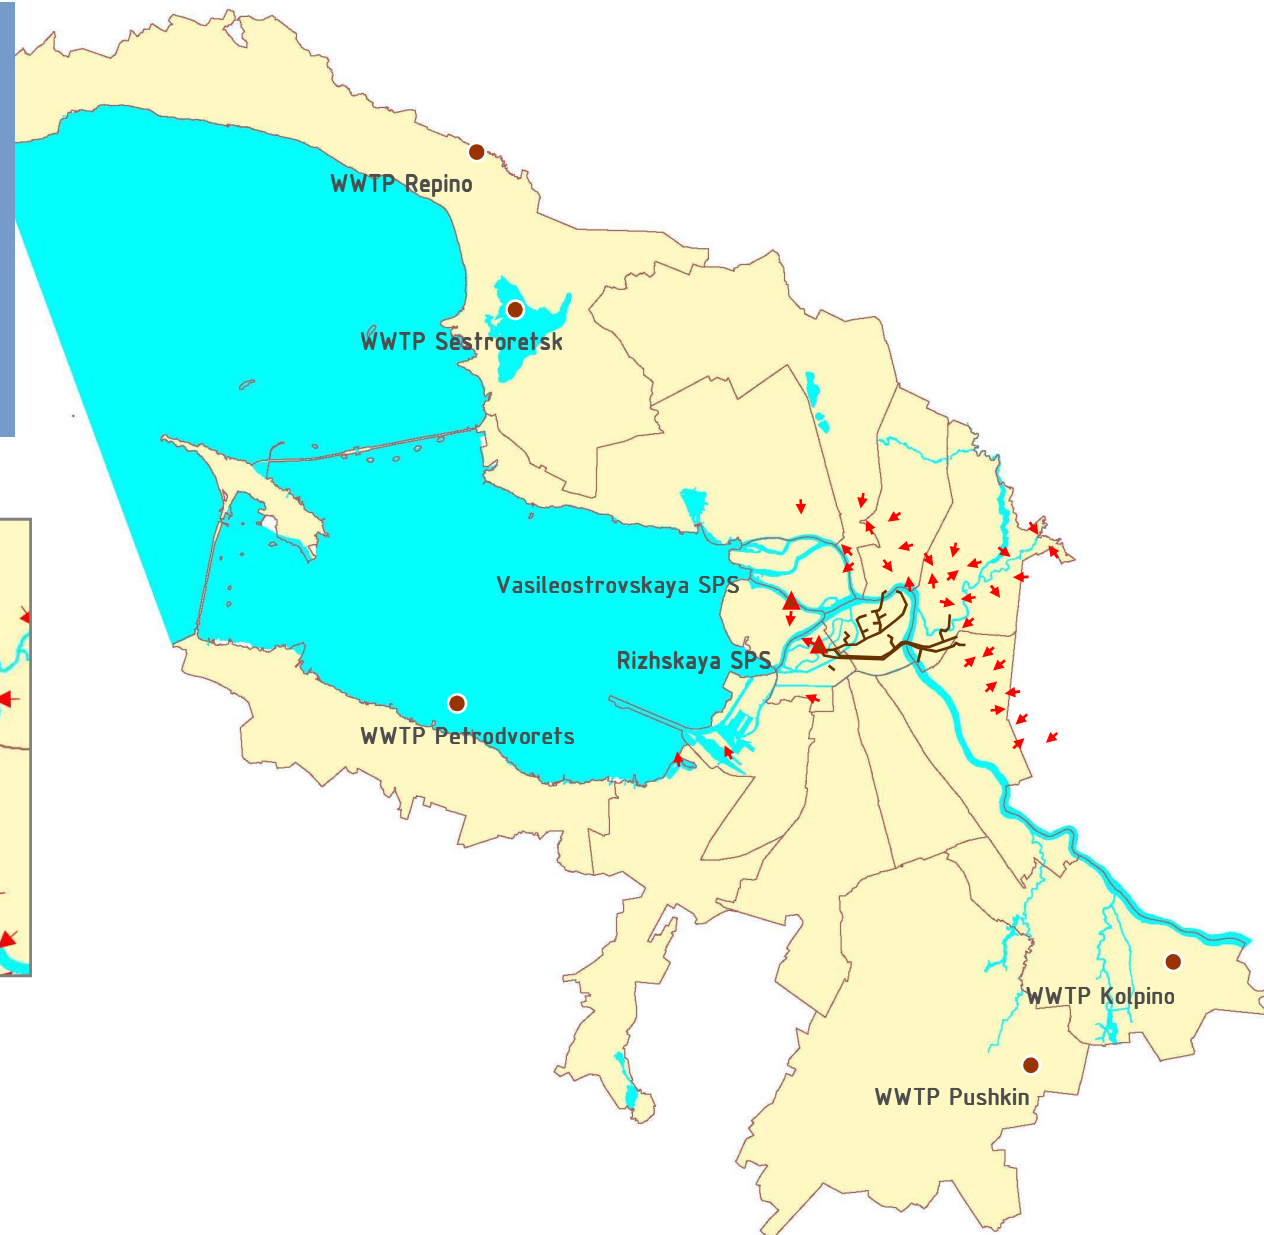 WWTP Repino
WWTP Sestroretsk
Vasileostrovskaya SPS
Rizhskaya SPS
WWTP Petrodvorets
WWTP Kolpino
WWTP Pushkin